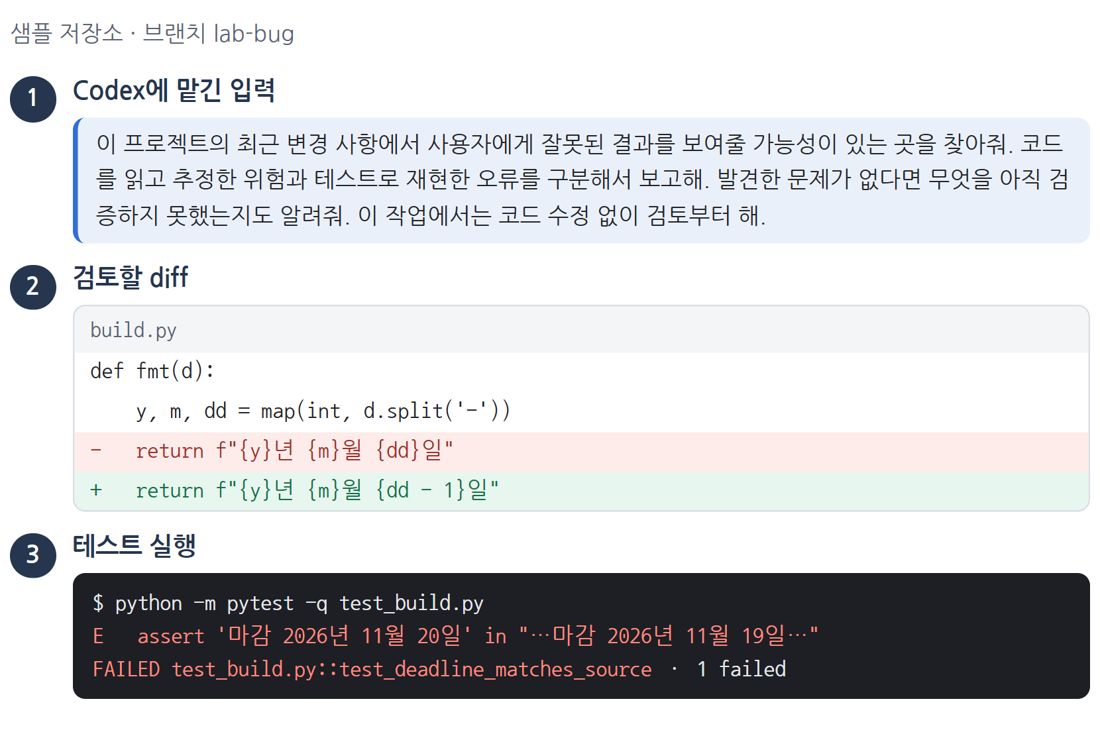 샘플 저장소 · 브랜치 lab-bug
1 Codex에 맡긴 입력
이 프로젝트의 최근 변경 사항에서 사용자에게 잘못된 결과를 보여줄 가능성이 있는 곳을 찾아줘. 코드
를 읽고 추정한 위험과 테스트로 재현한 오류를 구분해서 보고해. 발견한 문제가 없다면 무엇을 아직 검
증하지 못했는지도 알려줘. 이 작업에서는 코드 수정 없이 검토부터 해.
2 검토할 diff
build.py
def fmt(d):
    y, m, dd = map(int, d.split('-'))
-   return f"{y}년 {m}월 {dd}일"
+   return f"{y}년 {m}월 {dd - 1}일"
3 테스트 실행
$ python -m pytest -q test_build.py
E   assert '마감 2026년 11월 20일' in "…마감 2026년 11월 19일…"
FAILED test_build.py::test_deadline_matches_source · 1 failed